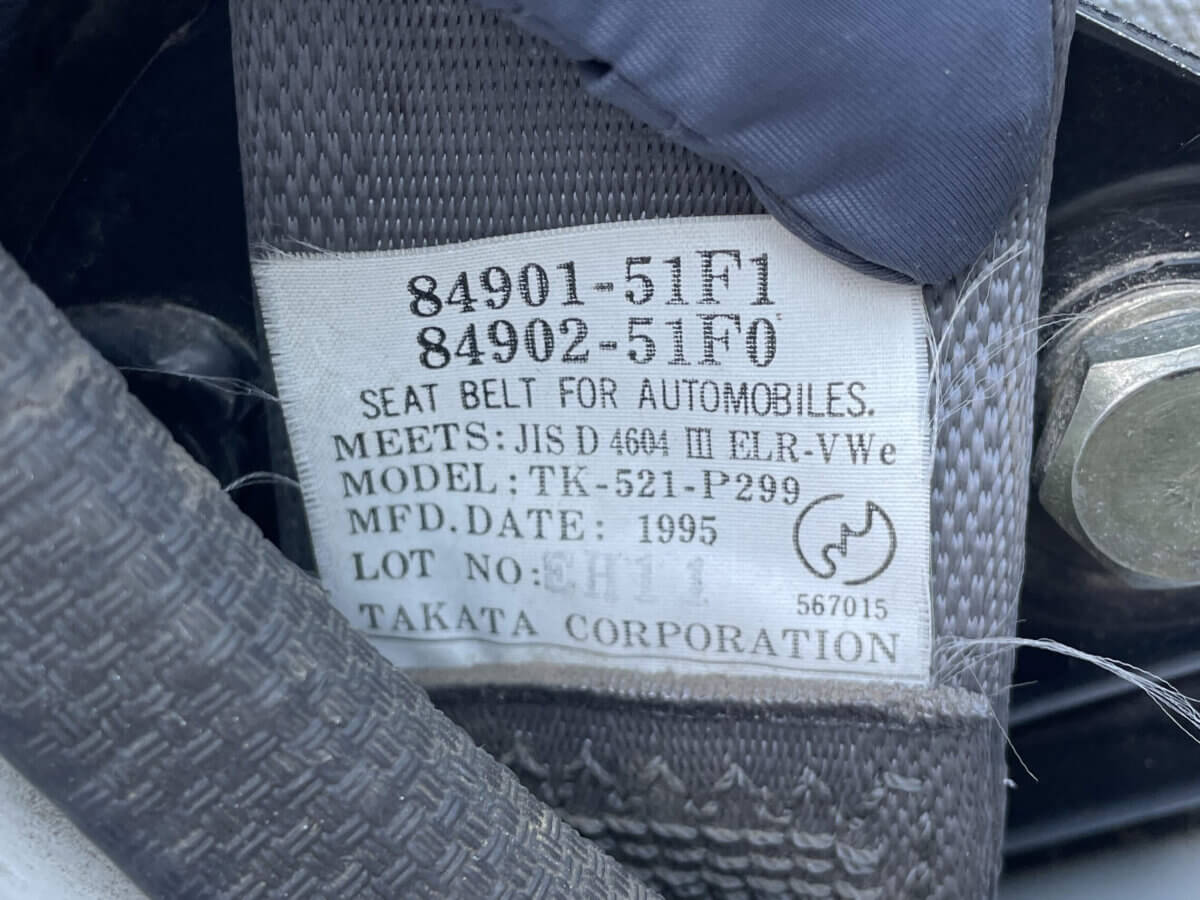 84901-51F1
84902-51F0
SEAT BELT FOR AUTOMOBILES.
MEETS: JIS D 4604 III ELR-VWe
MODEL: TK-521-P299
MFD.DATE: 1995
LOT NO: EH11
567015
TAKATA CORPORATION